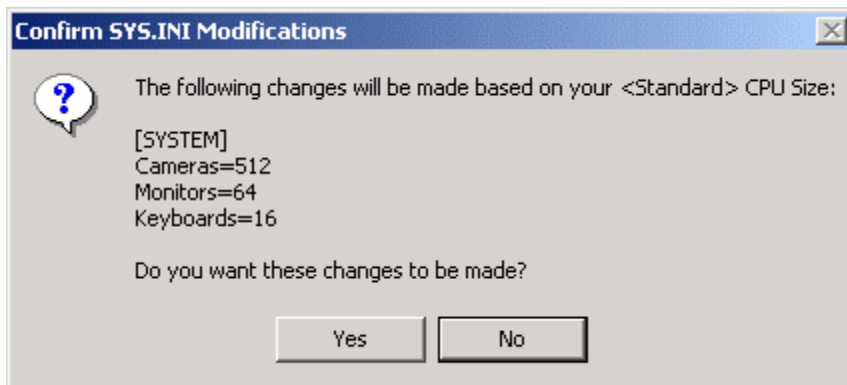 Confirm SYS.INI Modifications
The following changes will be made based on your <Standard> CPU Size:
[SYSTEM]
Cameras=512
Monitors=64
Keyboards=16
Do you want these changes to be made?
Yes No